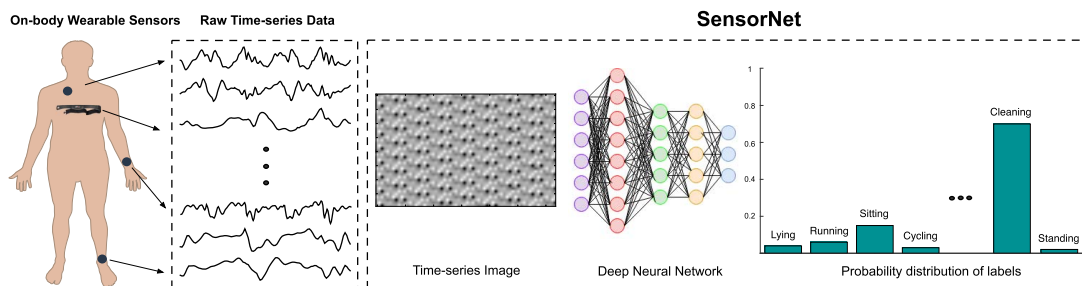 SensorNet
On-body Wearable Sensors
Raw Time-series Data
1
0.8
0.6
0.4
0.2
Lying
Running
Sitting
Cycling
Cleaning
Standing
Time-series Image
Deep Neural Network
Probability distribution of labels